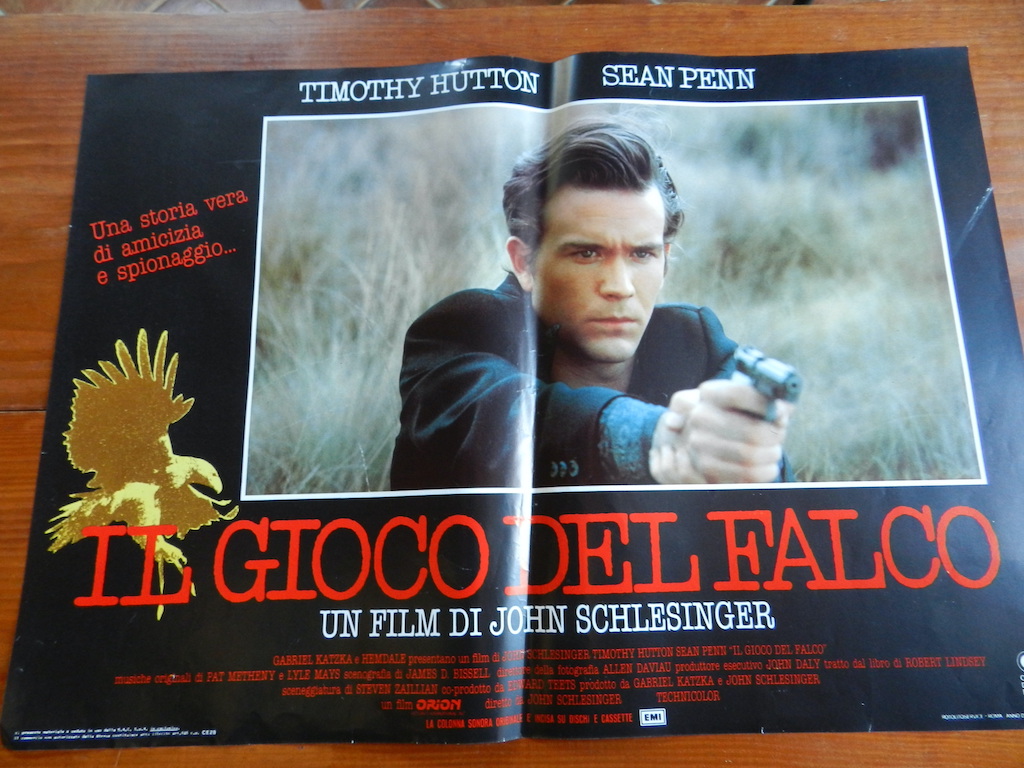 TIMOTHY HUTTON SEAN PENN
Una storia vera
di amicizia
e spionaggio...
IL GIOCO DEL FALCO
UN FILM DI JOHN SCHLESINGER
GABRIEL KATZKA e HEMDALE presentano un film di JOHN SCHLESINGER TIMOTHY HUTTON SEAN PENN "IL GIOCO DEL FALCO"
musiche originali di PAT METHENY e LYLE MAYS scenografia di JAMES D. BISSELL direttore della fotografia ALLEN DAVIAU produttore esecutivo JOHN DALY tratto dal libro di ROBERT LINDSEY
sceneggiatura di STEVEN ZAILLIAN co-prodotto da EDWARD TEETS prodotto da GABRIEL KATZKA e JOHN SCHLESINGER
un film ORION diretto da JOHN SCHLESINGER TECHNICOLOR
LA COLONNA SONORA ORIGINALE E INCISA SU DISCHI E CASSETTE EMI